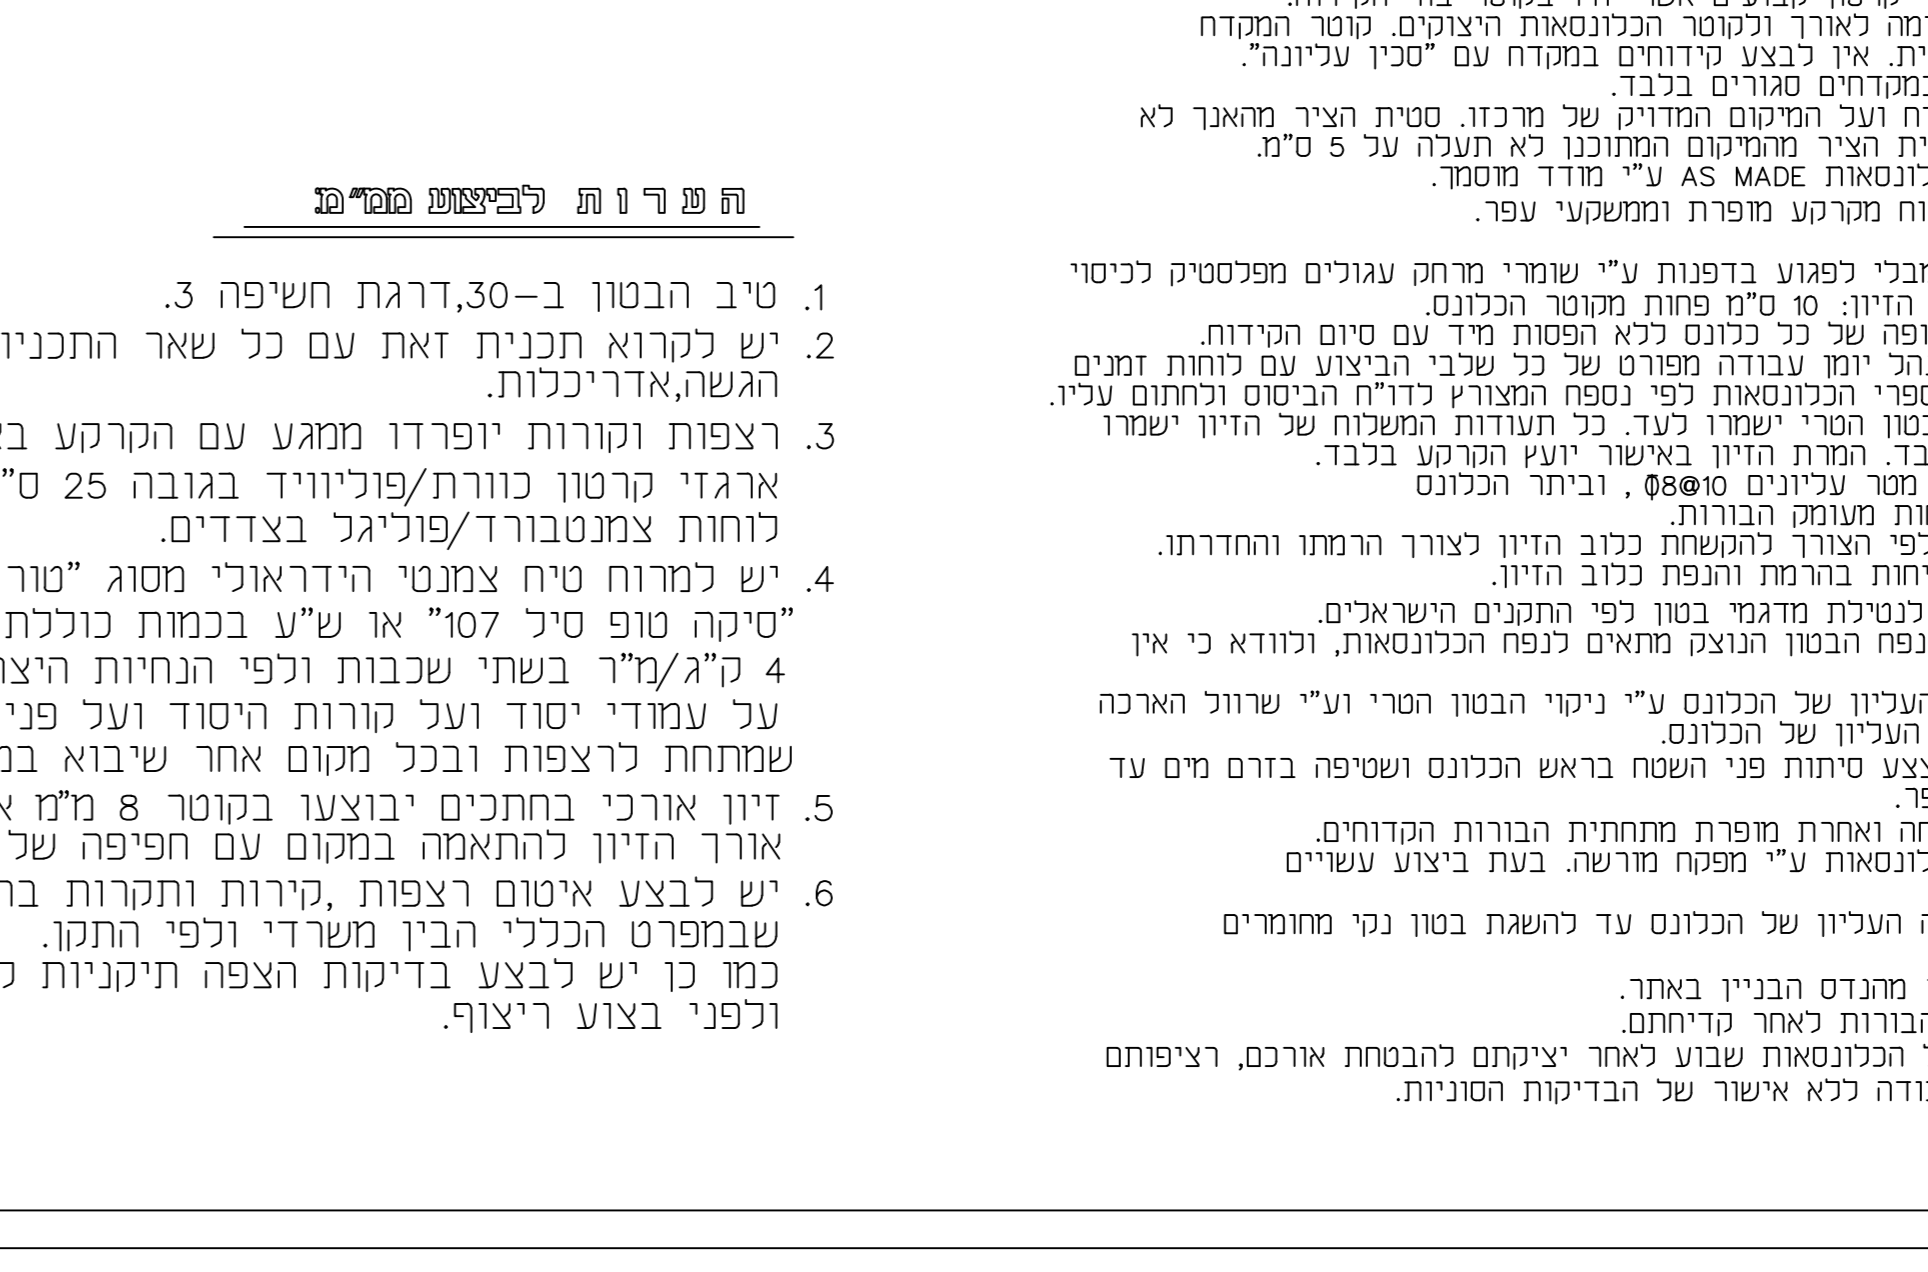 מה לאורך ולקוטר הכלונסאות היצוקים. קוטר המקדח
ית. אין לבצע קידוחים במקדח עם "סכין עליונה".
במקדחים סגורים בלבד.
ח ועל המיקום המדויק של מרכזו. סטית הציר מהאנך לא
ית הציר מהמיקום המתוכנן לא תעלה על 5 ס"מ.
לונסאות AS MADE ע"י מודד מוסמך.
וח מקרקע מופרת וממשקעי עפר.
מבלי לפגוע בדפנות ע"י שומרי מרחק עגולים מפלסטיק לכיסוי
הזיון: 10 ס"מ פחות מקוטר הכלונס.
ופה של כל כלונס ללא הפסות מיד עם סיום הקידוח.
נהל יומן עבודה מפורט של כל שלבי הביצוע עם לוחות זמנים
ספרי הכלונסאות לפי נספח המצורץ לדו"ח הביסוס ולחתום עליו.
בטון הטרי ישמרו לעד. כל תעודות המשלוח של הזיון ישמרו
בד. המרת הזיון באישור יועץ הקרקע בלבד.
מטר עליונים Φ8@10 , וביתר הכלונס
ות מעומק הבורות.
לפי הצורך להקשחת כלוב הזיון לצורך הרמתו והחדרתו.
יחות בהרמת והנפת כלוב הזיון.
לנטילת מדגמי בטון לפי התקנים הישראלים.
נפח הבטון הנוצק מתאים לנפח הכלונסאות, ולוודא כי אין
העליון של הכלונס ע"י ניקוי הבטון הטרי וע"י שרוול הארכה
העליון של הכלונס.
צע סיתות פני השטח בראש הכלונס ושטיפה בזרם מים עד
פר.
חה ואחרת מופרת מתחתית הבורות הקדוחים.
לונסאות ע"י מפקח מורשה. בעת ביצוע עשויים
ה העליון של הכלונס עד להשגת בטון נקי מחומרים
מהנדס הבניין באתר.
הבורות לאחר קדיחתם.
הכלונסאות שבוע לאחר יציקתם להבטחת אורכם, רציפותם
ודה ללא אישור של הבדיקות הסוניות.
הערות לביצוע ממ"מ:
1. טיב הבטון ב-30,דרגת חשיפה 3.
2. יש לקרוא תכנית זאת עם כל שאר התכניו
הגשה,אדריכלות.
3. רצפות וקורות יופרדו ממגע עם הקרקע בא
ארגזי קרטון כוורת/פוליוויד בגובה 25 ס"
לוחות צמנטבורד/פוליגל בצדדים.
4. יש למרוח טיח צמנטי הידראולי מסוג "טור
"סיקה טופ סיל 107" או ש"ע בכמות כוללת
4 ק"ג/מ"ר בשתי שכבות ולפי הנחיות היצר
על עמודי יסוד ועל קורות היסוד ועל פני
שמתחת לרצפות ובכל מקום אחר שיבוא במ
5. זיון אורכי בחתכים יבוצעו בקוטר 8 מ"מ א
אורך הזיון להתאמה במקום עם חפיפה של
6. יש לבצע איטום רצפות ,קירות ותקרות בה
שבמפרט הכללי הבין משרדי ולפי התקן.
כמו כן יש לבצע בדיקות הצפה תיקניות ל
ולפני בצוע ריצוף.